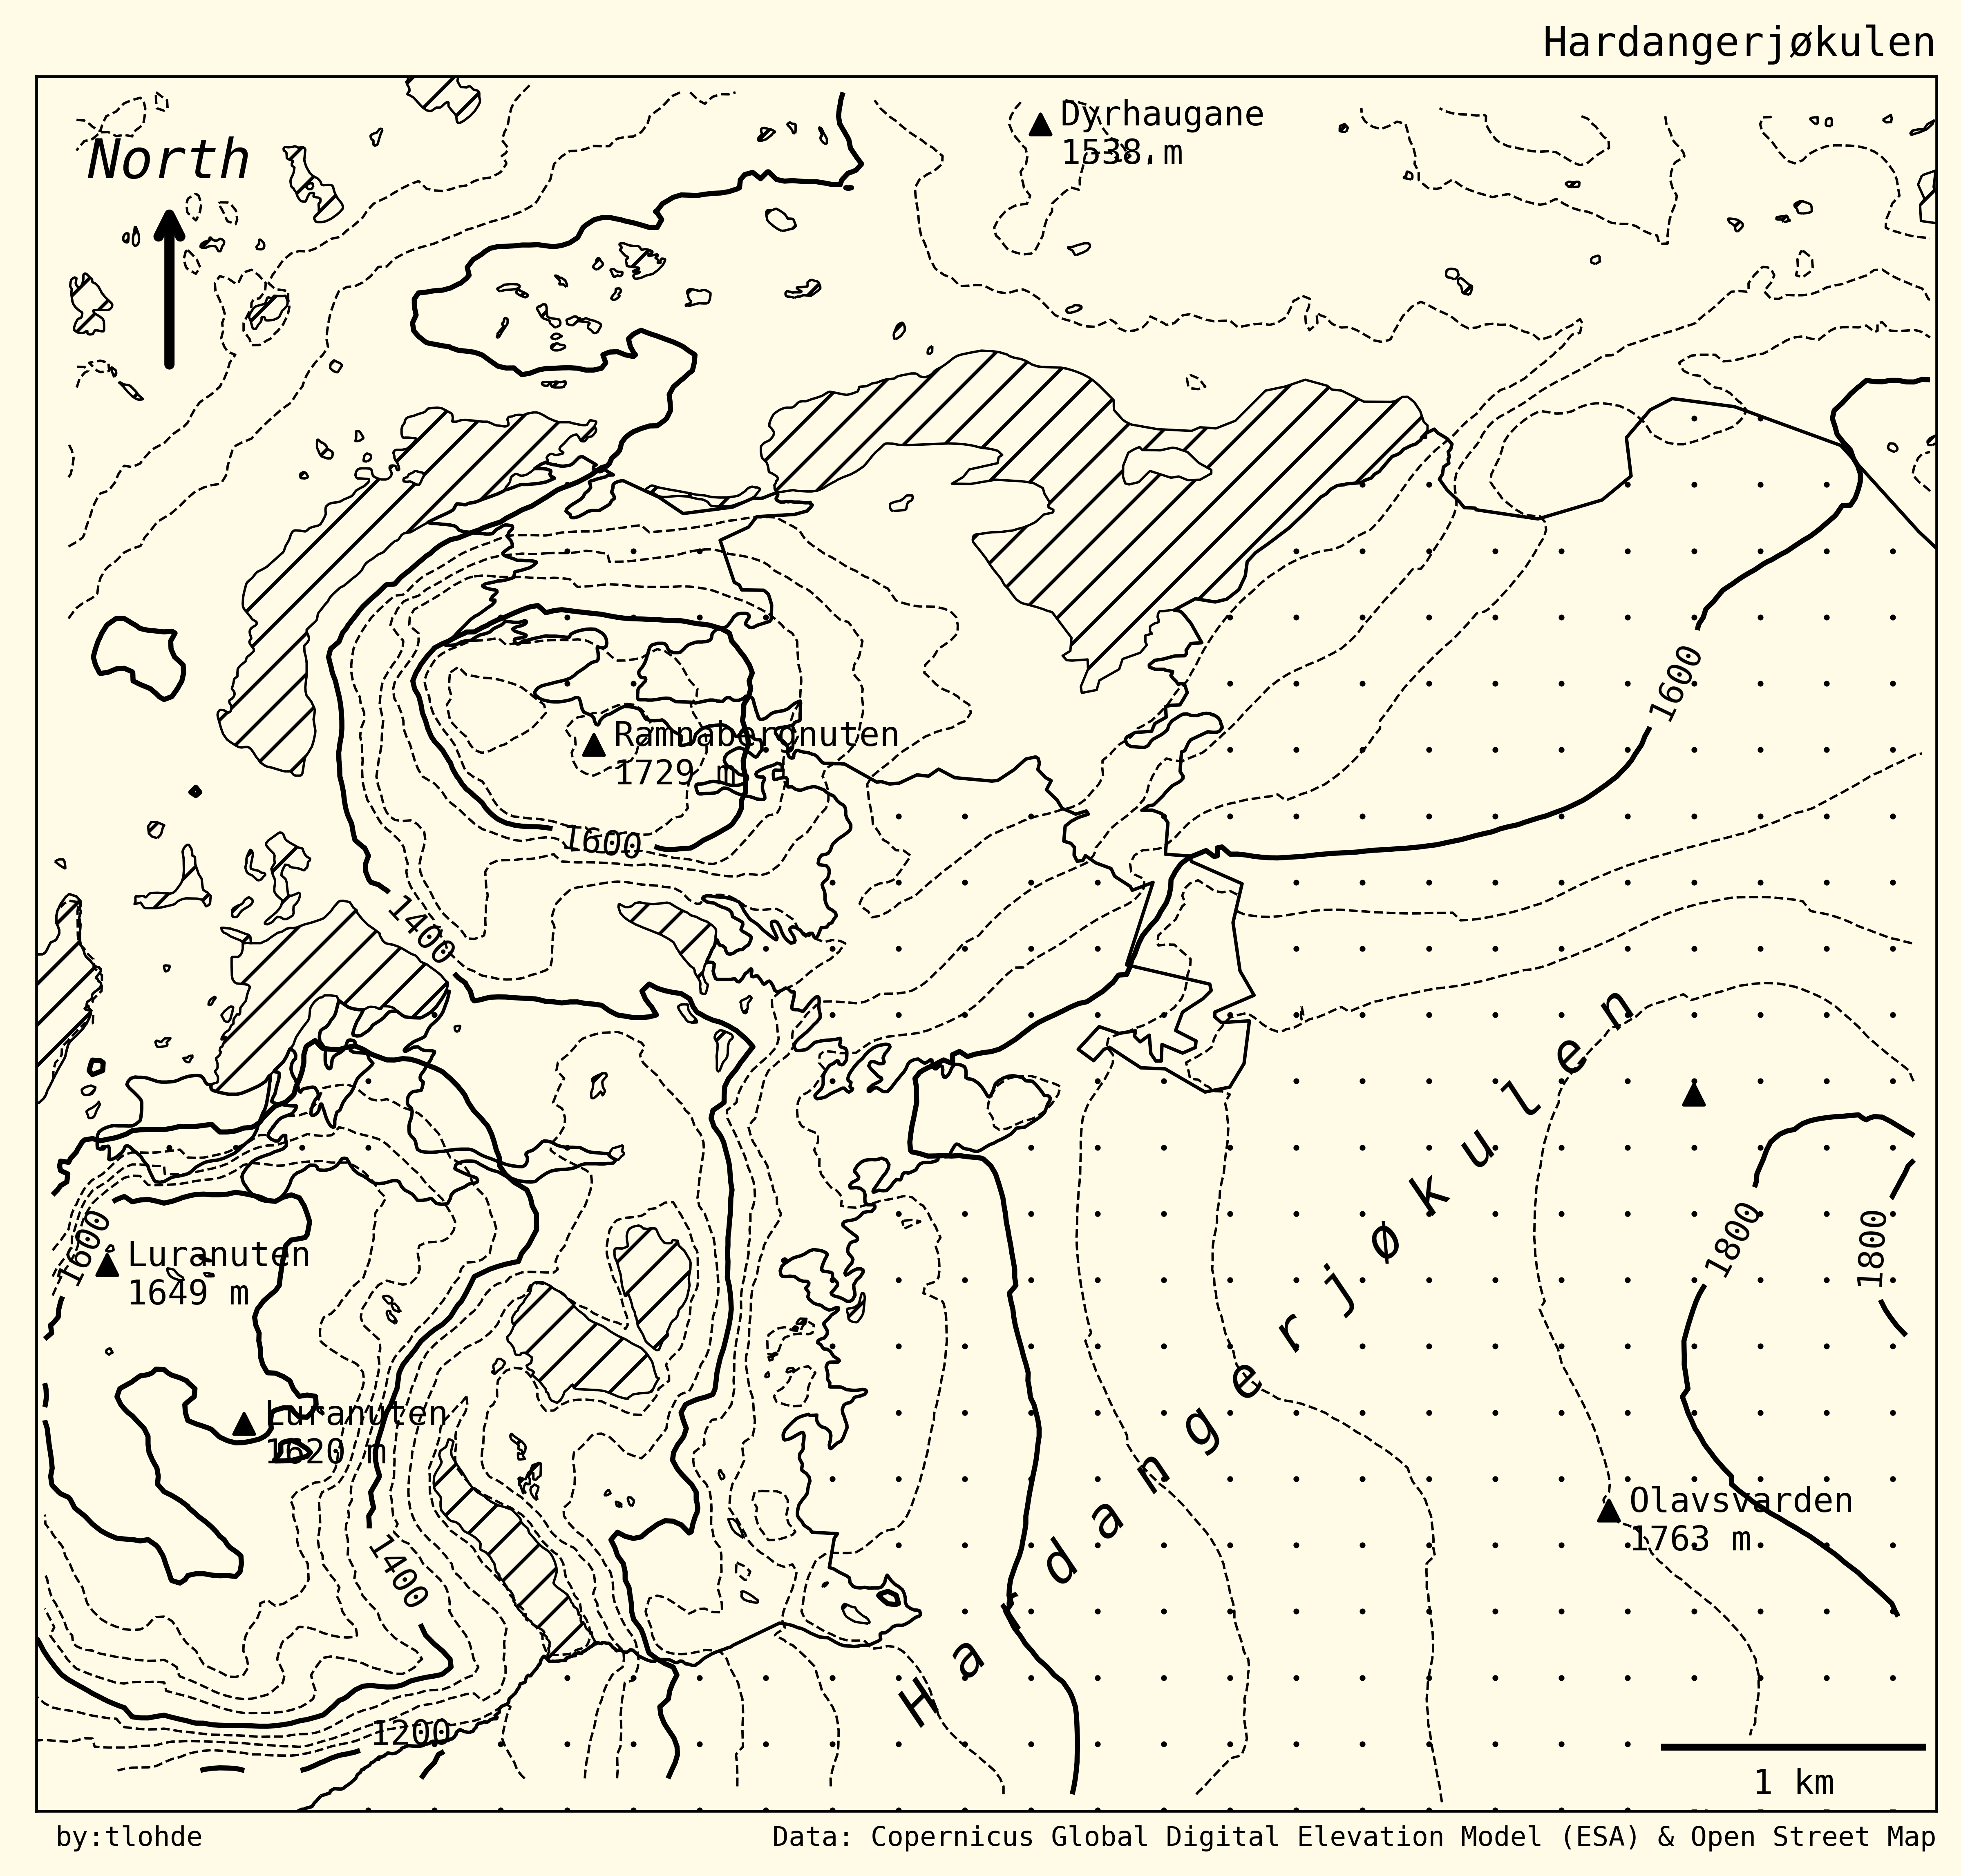 Hardangerjøkulen
North
Dyrhaugane
1538 m
1600
Ramnabergnuten
1729 m
1600
1400
Hardangerjøkulen
1800
1800
1600
Luranuten
1649 m
Luranuten
1620 m
Olavsvarden
1763 m
1400
1200
1 km
by:tlohde
Data: Copernicus Global Digital Elevation Model (ESA) & Open Street Map